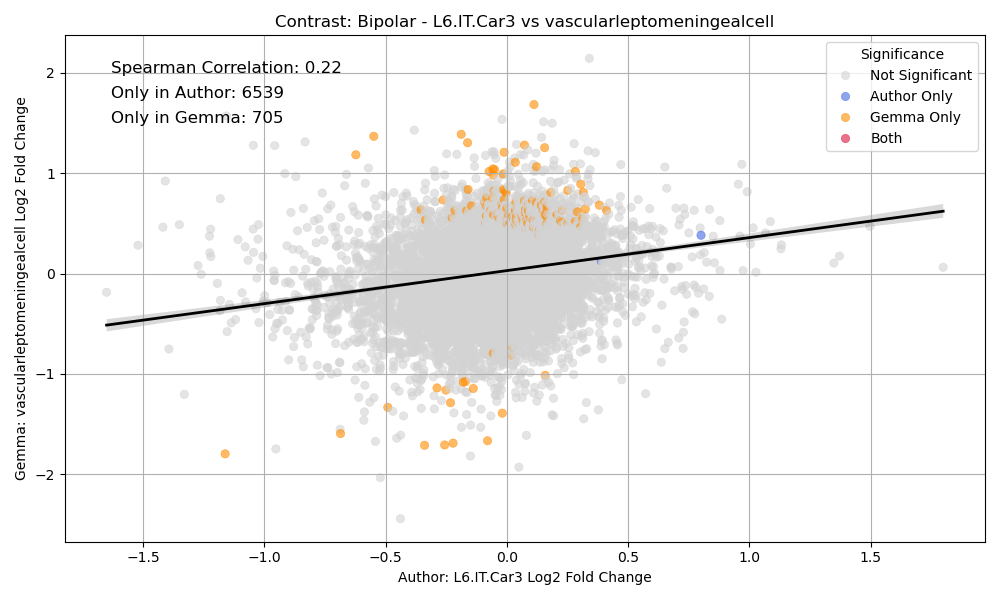 Contrast: Bipolar - L6.IT.Car3 vs vascularleptomeningealcell
Spearman Correlation: 0.22
Only in Author: 6539
Only in Gemma: 705
Significance
Not Significant
Author Only
Gemma Only
Both
Gemma: vascularleptomeningealcell Log2 Fold Change
2
1
0
−1
−2
−1.5
−1.0
−0.5
0.0
0.5
1.0
1.5
Author: L6.IT.Car3 Log2 Fold Change